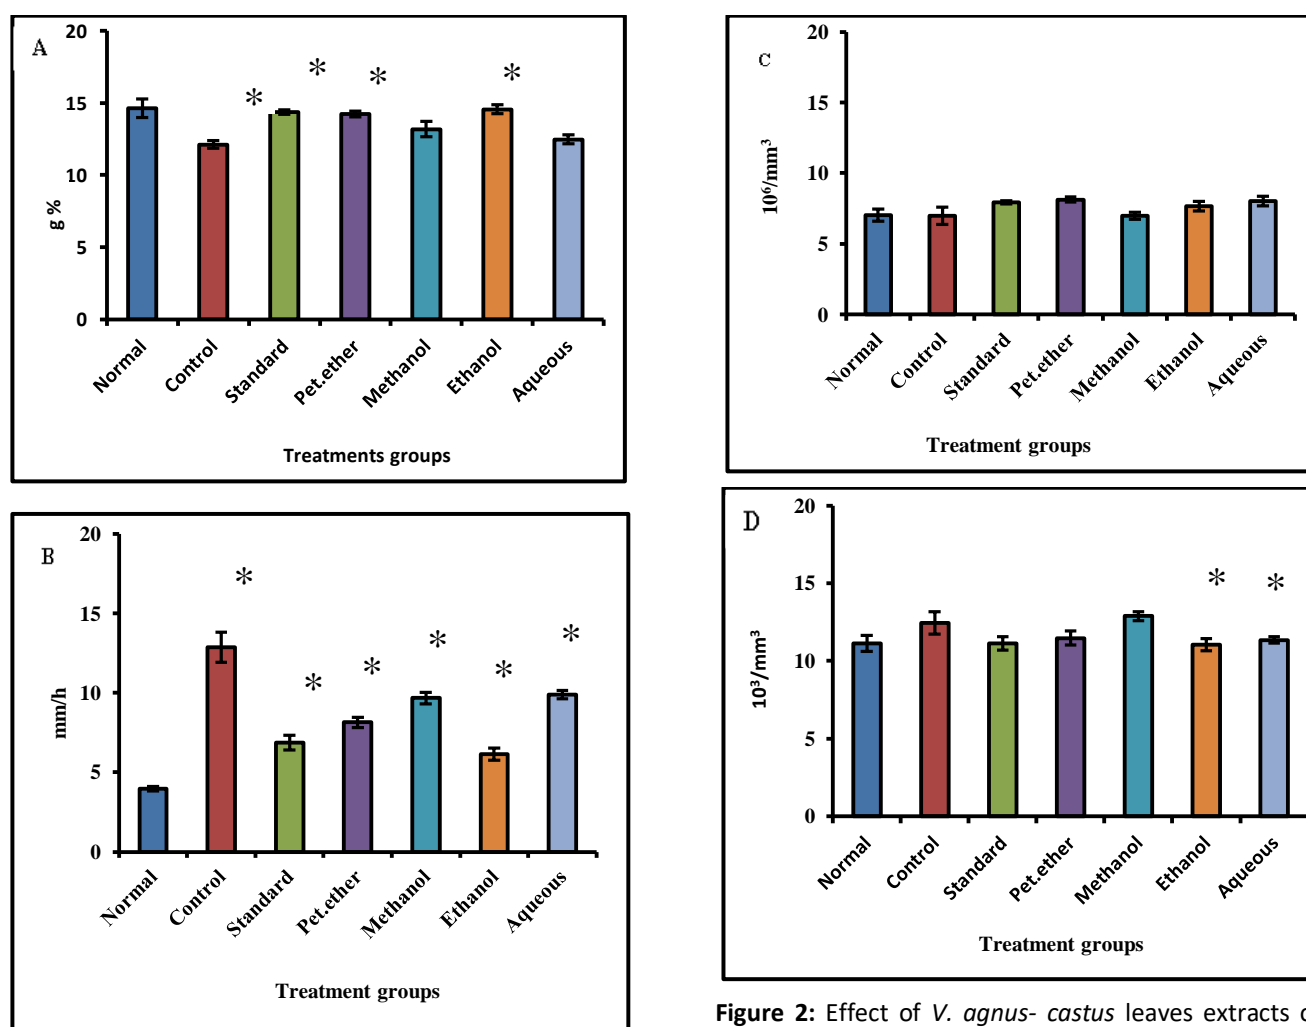 A
20
15
10
5
0
g %
*
*
*
*
Normal
Control
Standard
Pet.ether
Methanol
Ethanol
Aqueous
Treatments groups
B
20
15
10
5
0
mm/h
*
*
*
*
*
*
Normal
Control
Standard
Pet.ether
Methanol
Ethanol
Aqueous
Treatment groups
C
20
15
10
5
0
10⁶/mm³
Normal
Control
Standard
Pet.ether
Methanol
Ethanol
Aqueous
Treatment groups
D
20
15
10
5
0
10³/mm³
*
*
Normal
Control
Standard
Pet.ether
Methanol
Ethanol
Aqueous
Treatment groups
Figure 2: Effect of V. agnus- castus leaves extracts